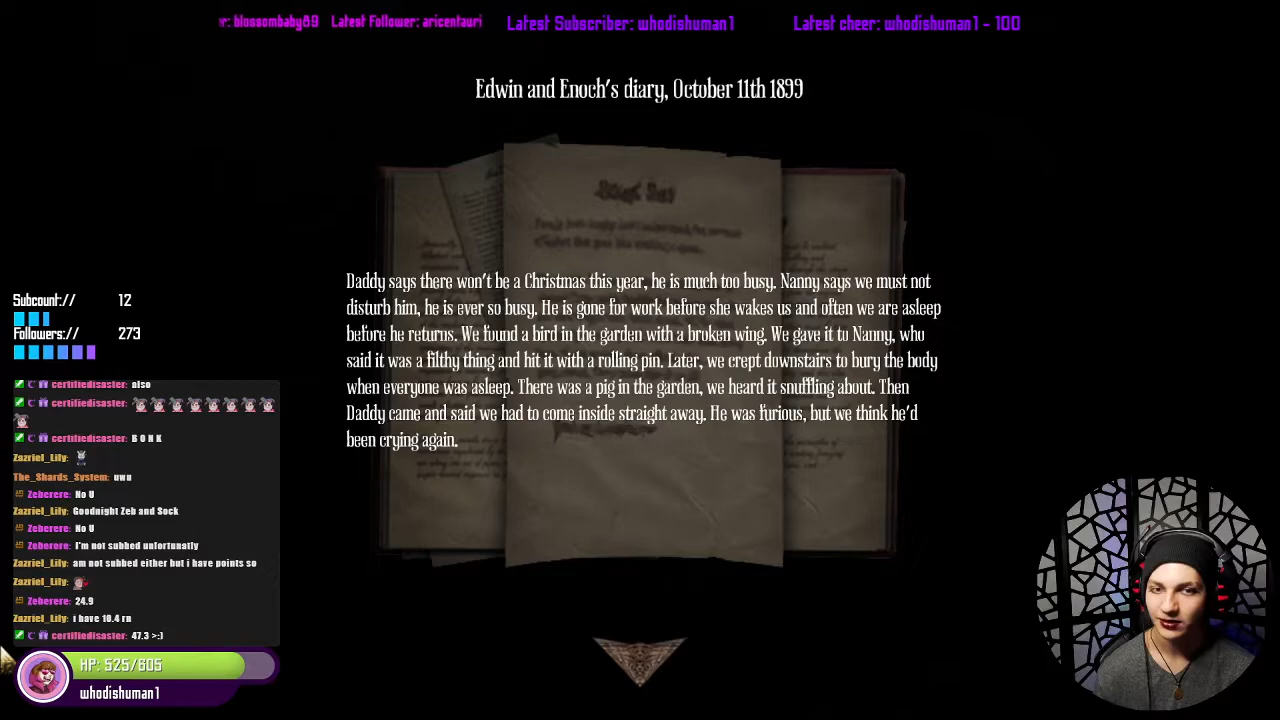 r: blossombaby89 Latest Follower: aricentauri
Latest Subscriber: whodishuman1
Latest cheer: whodishuman1 - 100
Edwin and Enoch's diary, October 11th 1899
Daddy says there won't be a Christmas this year, he is much too busy. Nanny says we must not
disturb him, he is ever so busy. He is gone for work before she wakes us and often we are asleep
before he returns. We found a bird in the garden with a broken wing. We gave it to Nanny, who
said it was a filthy thing and hit it with a rolling pin. Later, we crept downstairs to bury the body
when everyone was asleep. There was a pig in the garden, we heard it snuffling about. Then
Daddy came and said we had to come inside straight away. He was furious, but we think he'd
been crying again.
Subcount:// 12
Followers:// 273
certifiedisaster: also
certifiedisaster:
certifiedisaster: B O N K
Zazriel_Lily:
The_Shards_System: uwu
Zeberere: No U
Zazriel_Lily: Goodnight Zeb and Sock
Zeberere: No U
Zeberere: I'm not subbed unfortunatly
Zazriel_Lily: am not subbed either but i have points so
Zazriel_Lily:
Zeberere: 24.9
Zazriel_Lily: i have 10.4 rn
certifiedisaster: 47.3 >:)
HP: 525/605
whodishuman1